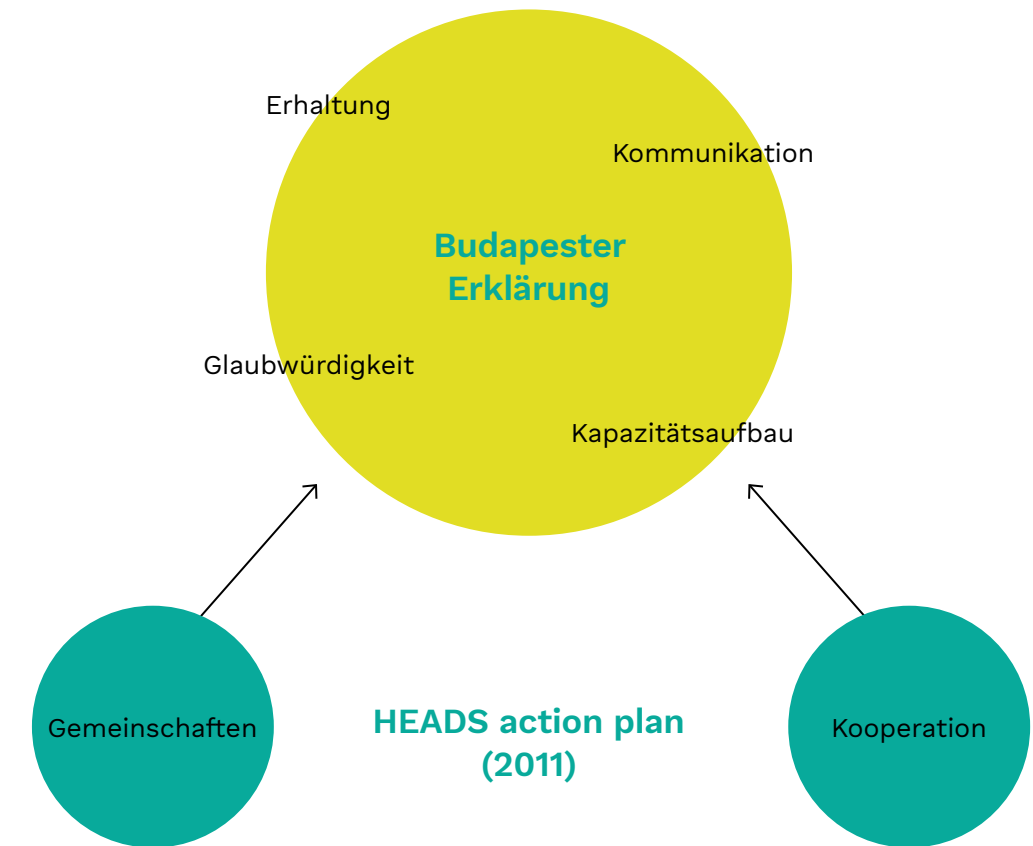 Erhaltung
Kommunikation
Budapester
Erklärung
Glaubwürdigkeit
Kapazitätsaufbau
Gemeinschaften
HEADS action plan
(2011)
Kooperation